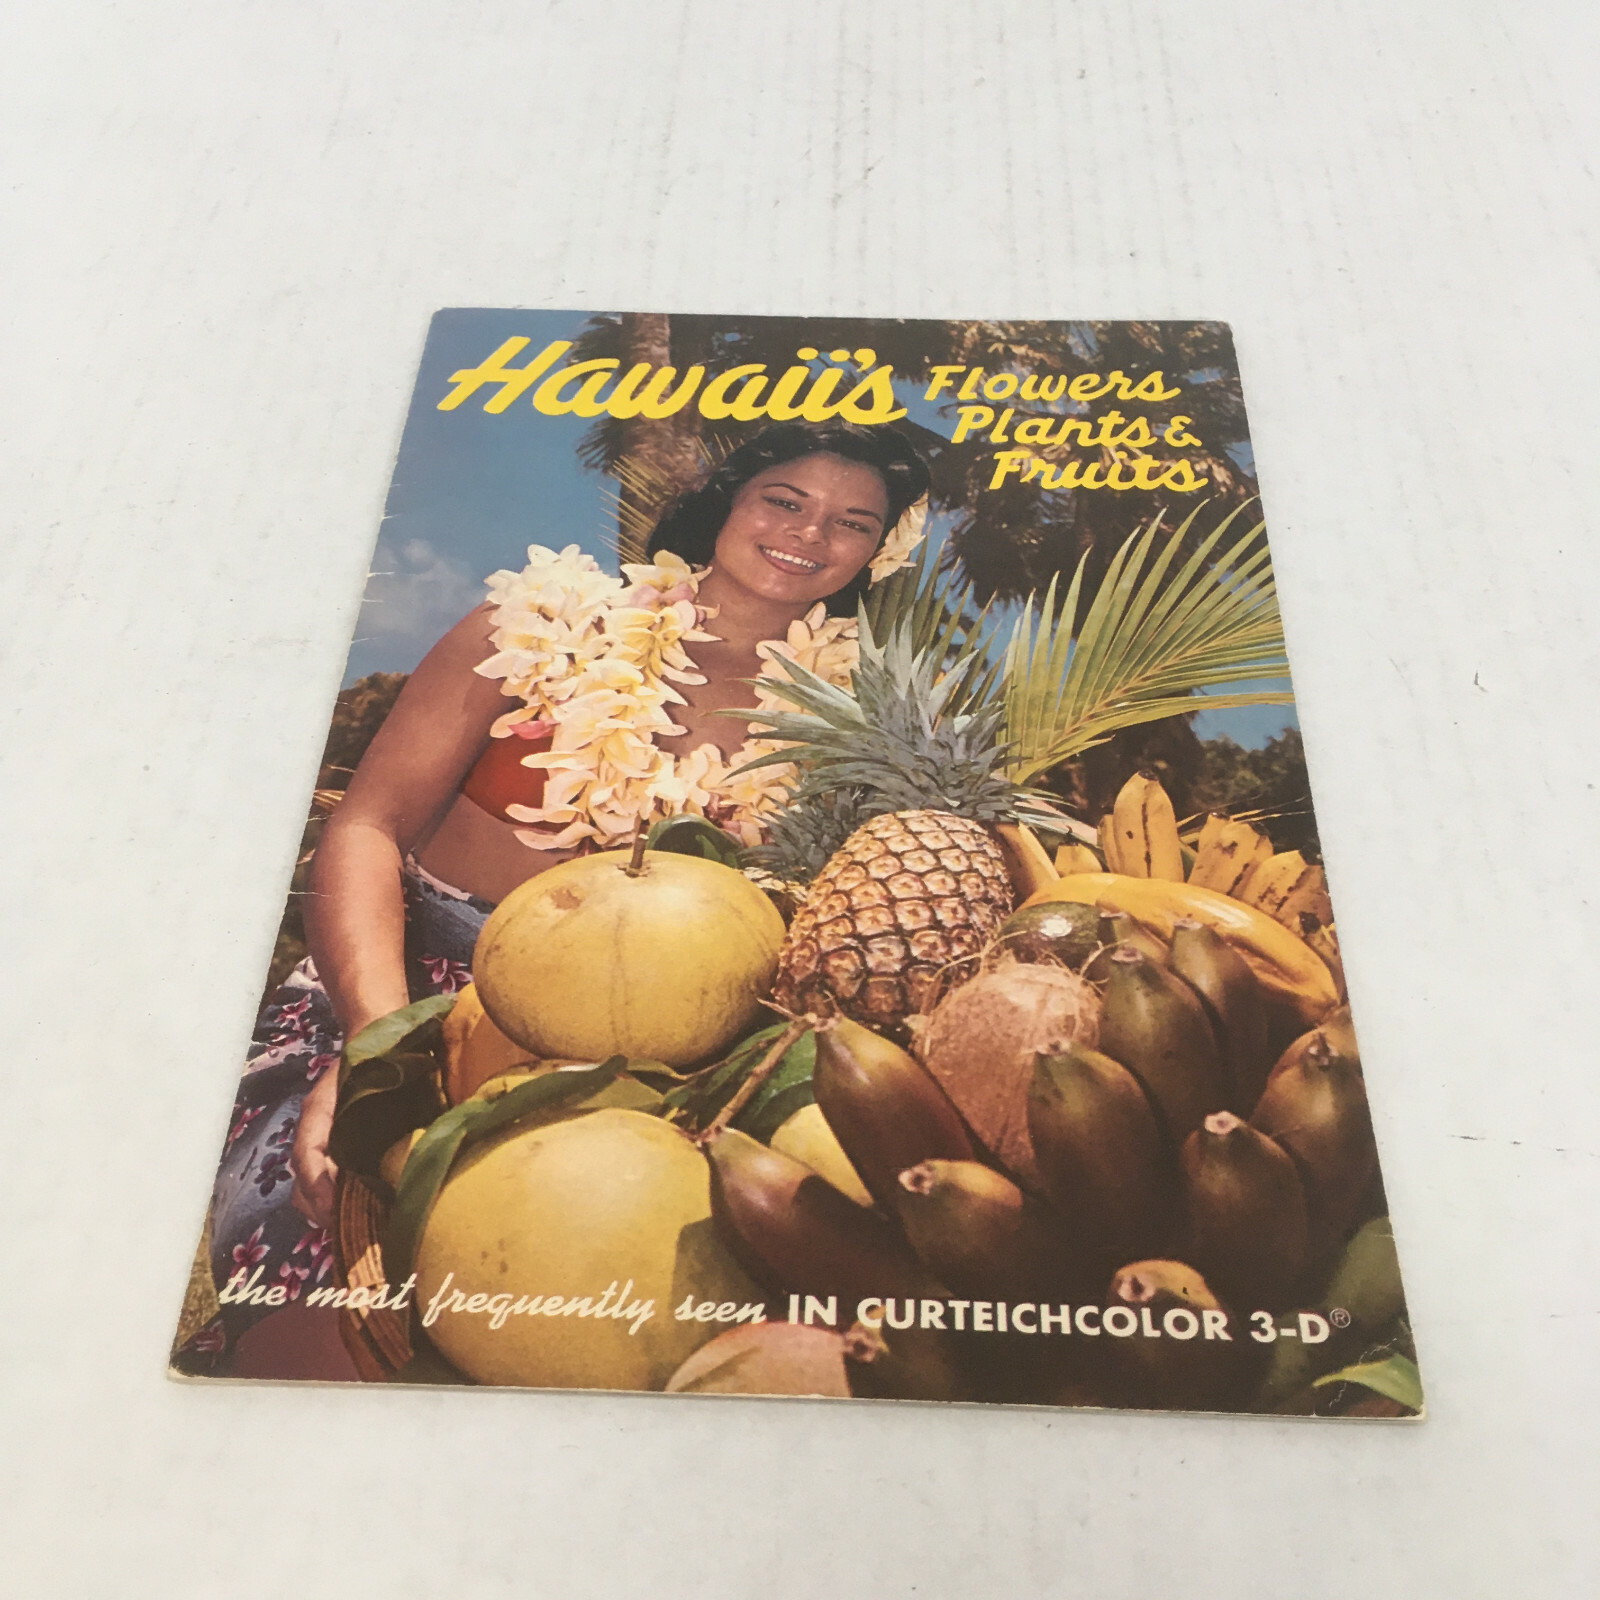 Hawaii's Flowers
Plants &
Fruits
the most frequently seen IN CURTEICHCOLOR 3-D®